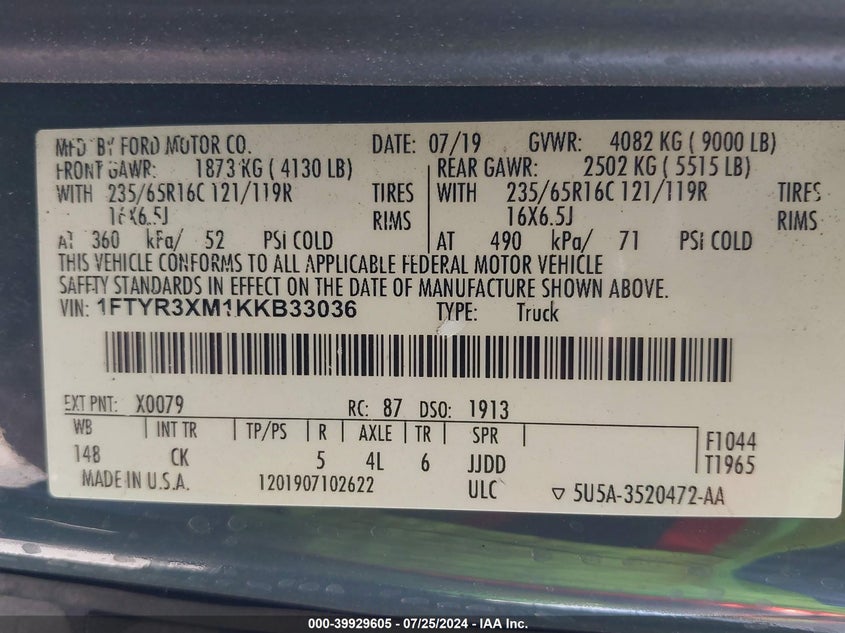 MFD BY FORD MOTOR CO. DATE: 07/19 GVWR: 4082 KG ( 9000 LB)
FRONT GAWR: 1873 KG ( 4130 LB) REAR GAWR: 2502 KG ( 5515 LB)
WITH 235/65R16C 121/119R TIRES WITH 235/65R16C 121/119R TIRES
16X6.5J RIMS 16X6.5J RIMS
AT 360 kPa/ 52 PSI COLD AT 490 kPa/ 71 PSI COLD
THIS VEHICLE CONFORMS TO ALL APPLICABLE FEDERAL MOTOR VEHICLE
SAFETY STANDARDS IN EFFECT ON THE DATE OF MANUFACTURE SHOWN ABOVE.
VIN: 1FTYR3XM1KKB33036 TYPE: Truck
EXT PNT: X0079 RC: 87 DSO: 1913
WB INT TR TP/PS R AXLE TR SPR F1044
148 CK 5 4L 6 JJDD T1965
MADE IN U.S.A. 1201907102622 ULC ▽ 5U5A-3520472-AA
000-39929605 / 07/25/2024 - IAA Inc.